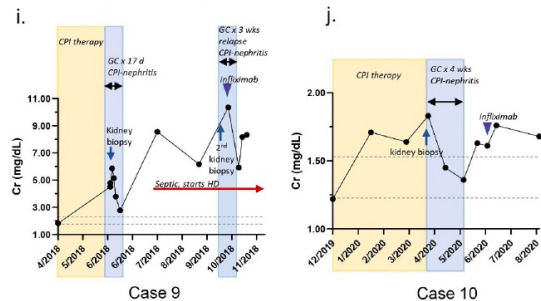 i.
CPI therapy
GC x 17 d
CPI-nephritis
GC x 3 wks
relapse
CPI-nephritis
Infliximab
Kidney
biopsy
2nd
kidney
biopsy
Septic, starts HD
Cr (mg/dL)
11.00
9.00
7.00
5.00
3.00
1.00
4/2018
5/2018
6/2018
6/2018
7/2018
8/2018
9/2018
10/2018
11/2018
Case 9
j.
CPI therapy
GC x 4 wks
CPI-nephritis
Infliximab
kidney biopsy
Cr (mg/dL)
2.00
1.50
1.00
12/2019
1/2020
2/2020
3/2020
4/2020
5/2020
6/2020
7/2020
8/2020
Case 10